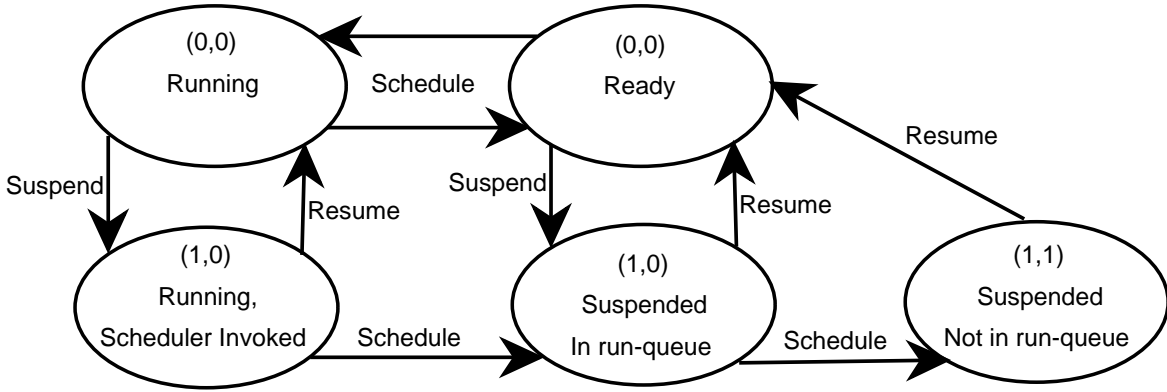 (0,0)
Running
Schedule
(0,0)
Ready
Resume
Suspend
Resume
Suspend
Resume
(1,0)
Running,
Scheduler Invoked
Schedule
(1,0)
Suspended
In run-queue
Schedule
(1,1)
Suspended
Not in run-queue